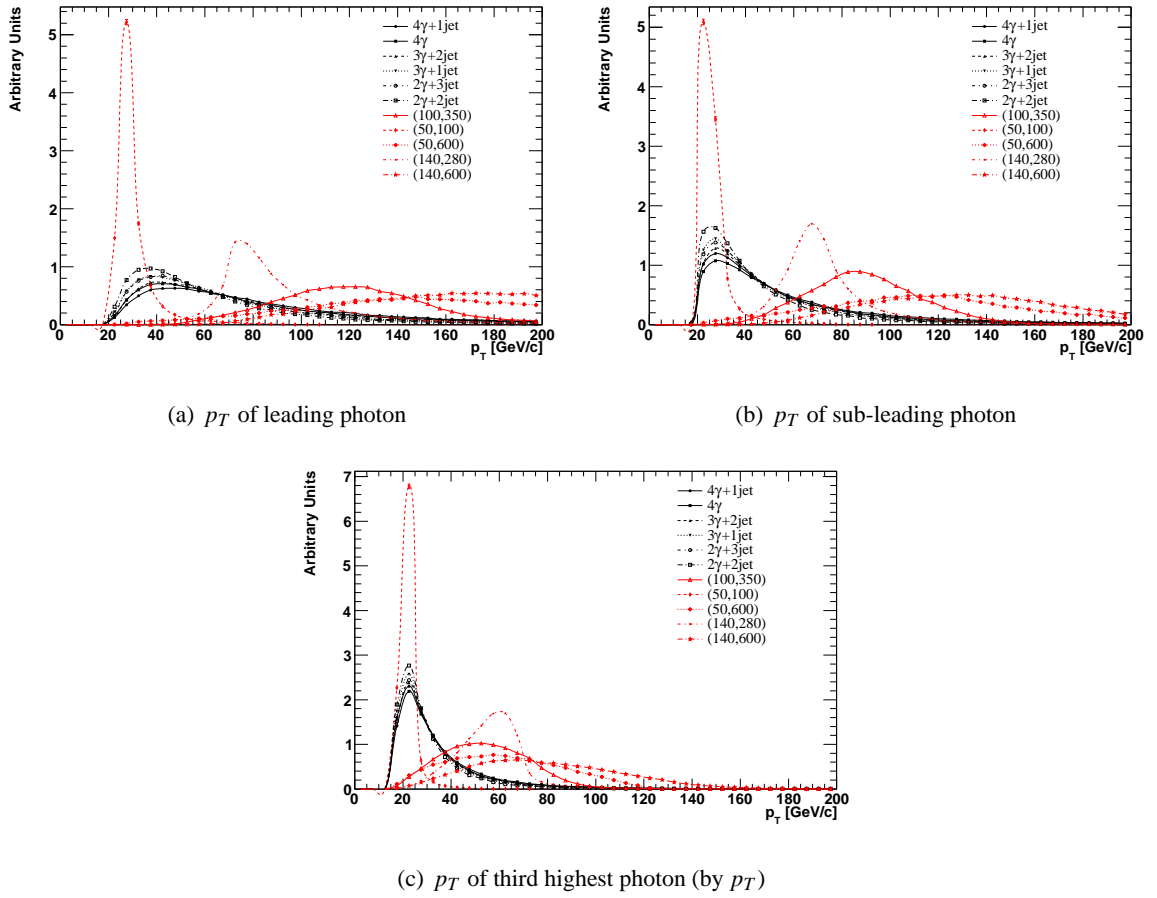 Arbitrary Units
5
4
3
2
1
0
0 20 40 60 80 100 120 140 160 180 200
p_T [GeV/c]
4γ+1jet
4γ
3γ+2jet
3γ+1jet
2γ+3jet
2γ+2jet
(100,350)
(50,100)
(50,600)
(140,280)
(140,600)
(a) p_T of leading photon
Arbitrary Units
5
4
3
2
1
0
0 20 40 60 80 100 120 140 160 180 200
p_T [GeV/c]
4γ+1jet
4γ
3γ+2jet
3γ+1jet
2γ+3jet
2γ+2jet
(100,350)
(50,100)
(50,600)
(140,280)
(140,600)
(b) p_T of sub-leading photon
Arbitrary Units
7
6
5
4
3
2
1
0
0 20 40 60 80 100 120 140 160 180 200
p_T [GeV/c]
4γ+1jet
4γ
3γ+2jet
3γ+1jet
2γ+3jet
2γ+2jet
(100,350)
(50,100)
(50,600)
(140,280)
(140,600)
(c) p_T of third highest photon (by p_T)